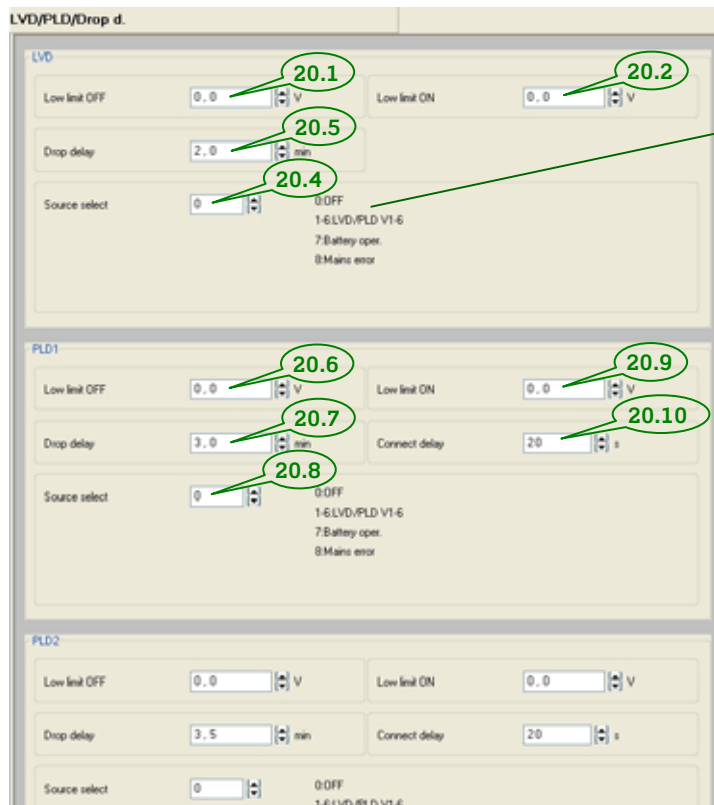 LVD/PLD/Drop d.
LVD
20.1
20.2
Low limit OFF 0,0 V Low limit ON 0,0 V
20.5
Drop delay 2,0 min
20.4
Source select 0 0:OFF
1-6:LVD/PLD V1-6
7:Battery oper.
8:Mains error
PLD1
20.6
20.9
Low limit OFF 0,0 V Low limit ON 0,0 V
20.7
20.10
Drop delay 3,0 min Connect delay 20 s
20.8
Source select 0 0:OFF
1-6:LVD/PLD V1-6
7:Battery oper.
8:Mains error
PLD2
Low limit OFF 0,0 V Low limit ON 0,0 V
Drop delay 3,5 min Connect delay 20 s
Source select 0 0:OFF
1-6:LVD/PLD V1-6